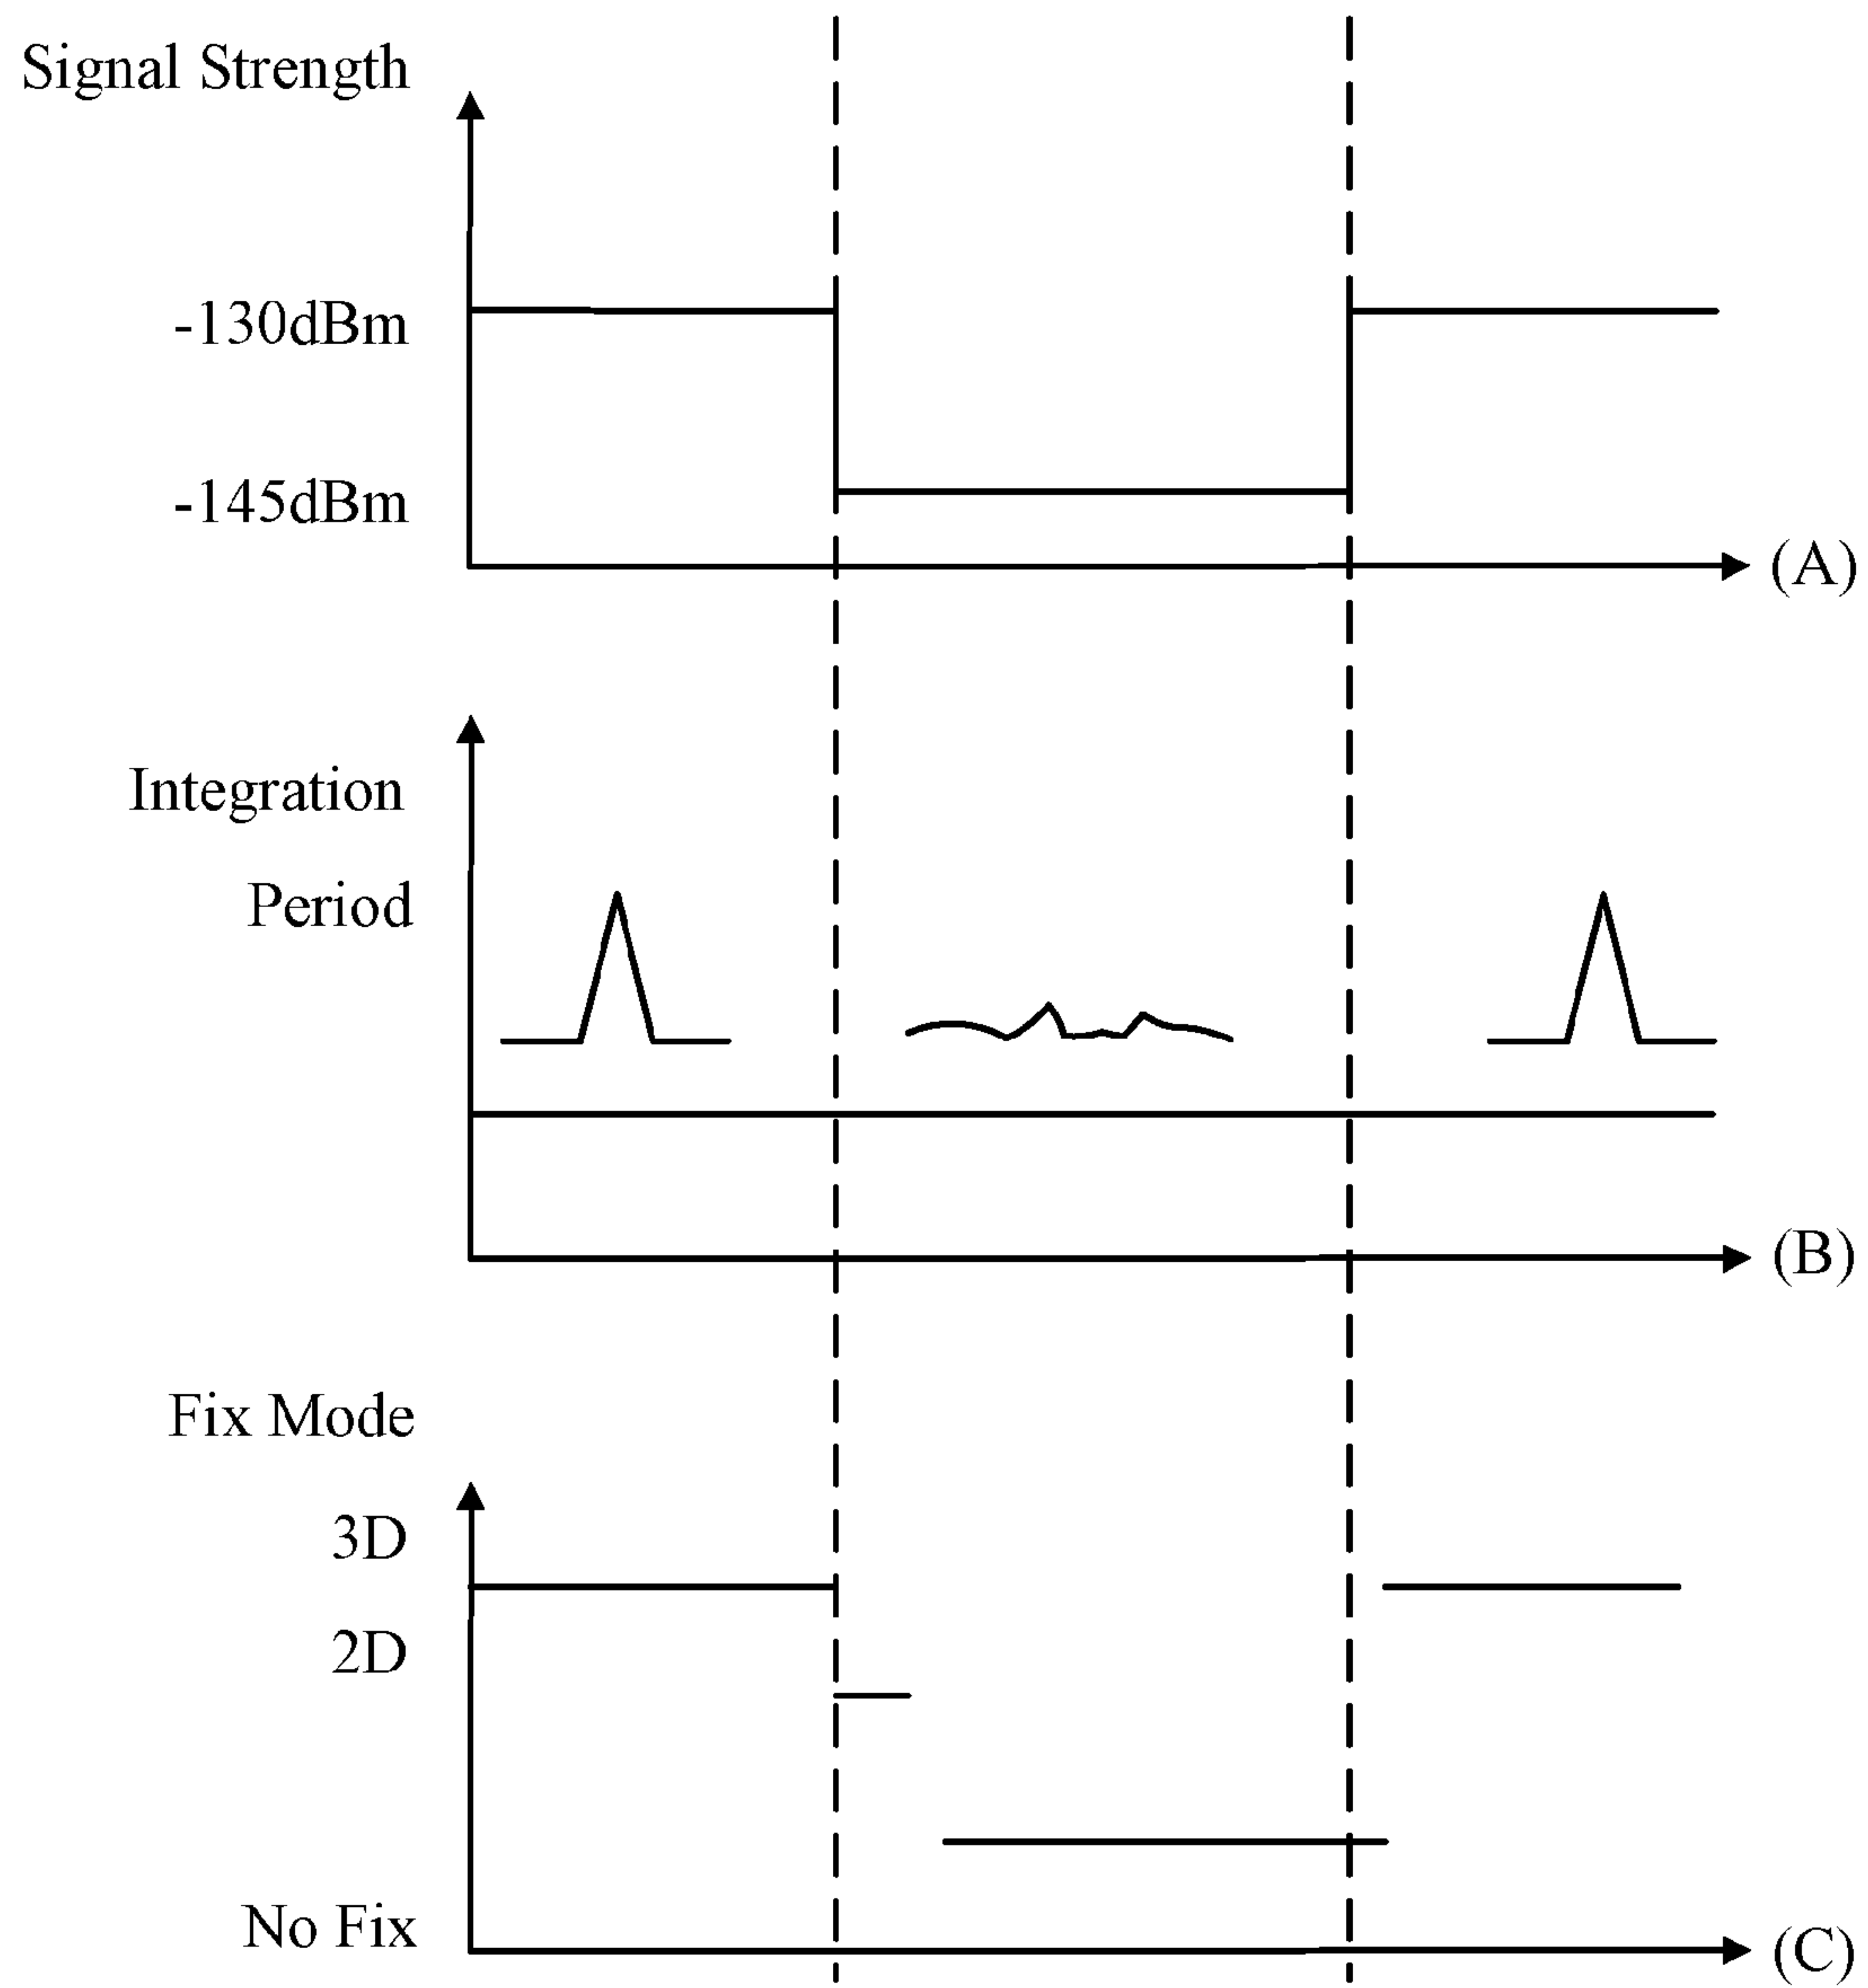 Signal Strength
-130dBm
-145dBm
(A)
Integration
Period
(B)
Fix Mode
3D
2D
No Fix
(C)